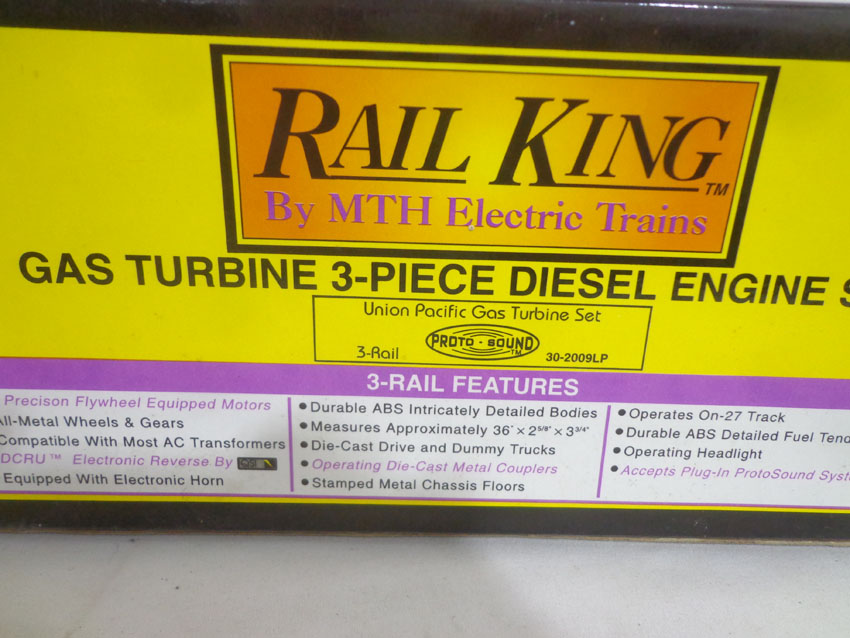 RAIL KING TM
By MTH Electric Trains
GAS TURBINE 3-PIECE DIESEL ENGINE
Union Pacific Gas Turbine Set
3-Rail PROTO-SOUND TM 30-2009LP
3-RAIL FEATURES
Precison Flywheel Equipped Motors
All-Metal Wheels & Gears
Compatible With Most AC Transformers
DCRU™ Electronic Reverse By
Equipped With Electronic Horn
• Durable ABS Intricately Detailed Bodies
• Measures Approximately 36" × 2 5/8" × 3 3/4"
• Die-Cast Drive and Dummy Trucks
• Operating Die-Cast Metal Couplers
• Stamped Metal Chassis Floors
• Operates On-27 Track
• Durable ABS Detailed Fuel Tend
• Operating Headlight
• Accepts Plug-In ProtoSound Syst